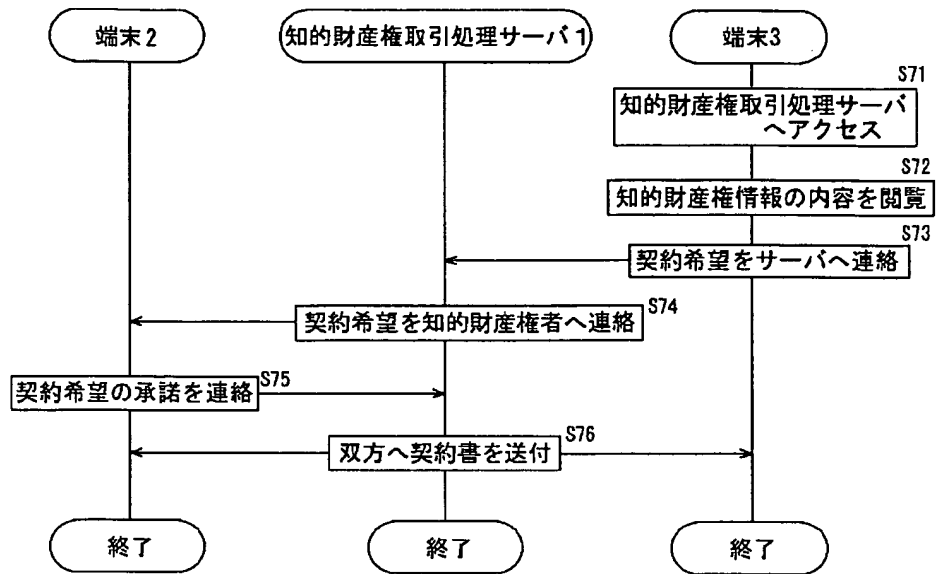 端末2
知的財産権取引処理サーバ1
端末3
S71
知的財産権取引処理サーバ
へアクセス
S72
知的財産権情報の内容を閲覧
S73
契約希望をサーバへ連絡
S74
契約希望を知的財産権者へ連絡
S75
契約希望の承諾を連絡
S76
双方へ契約書を送付
終了
終了
終了